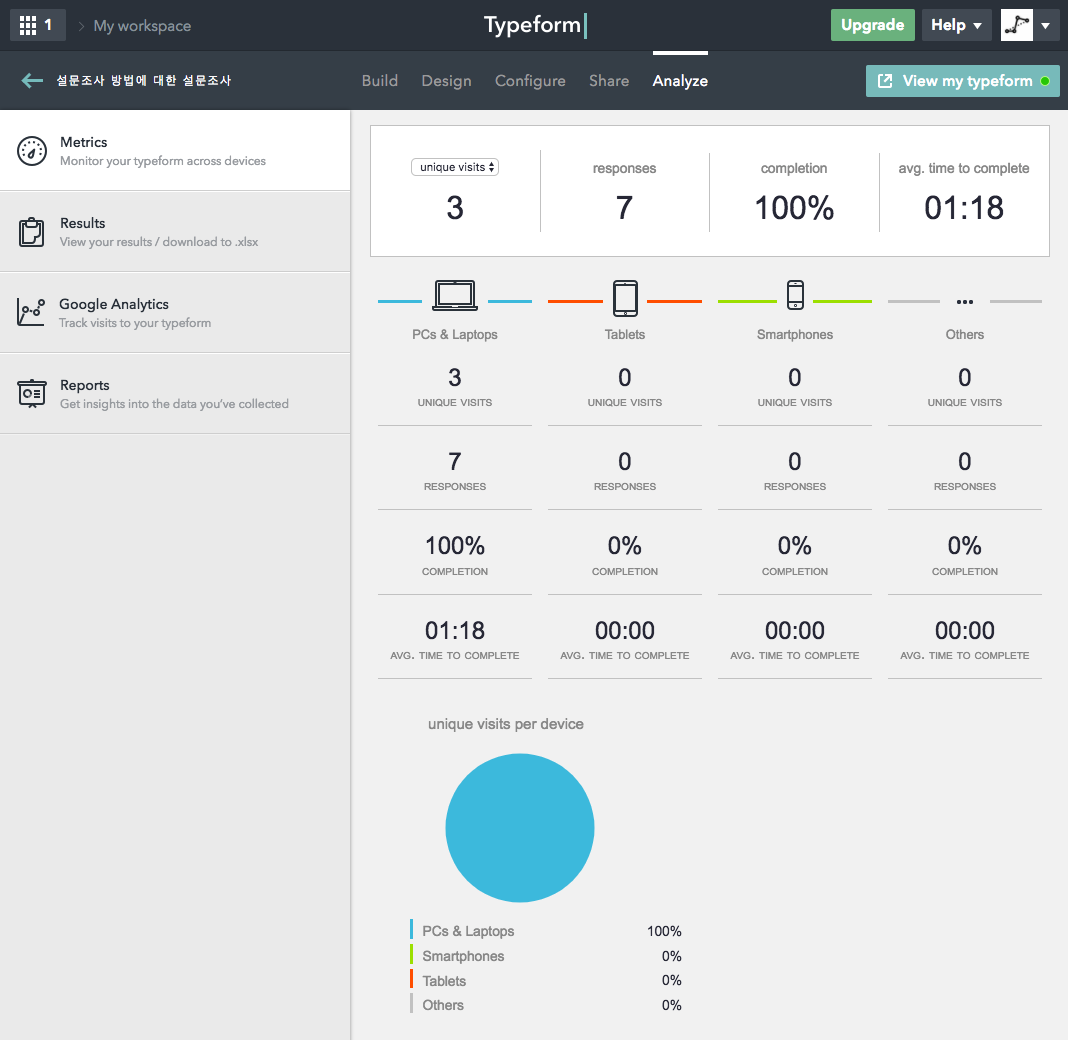 1 > My workspace Typeform Upgrade Help
설문조사 방법에 대한 설문조사 Build Design Configure Share Analyze View my typeform
Metrics
Monitor your typeform across devices
Results
View your results / download to .xlsx
Google Analytics
Track visits to your typeform
Reports
Get insights into the data you've collected
unique visits responses completion avg. time to complete
3 7 100% 01:18
PCs & Laptops Tablets Smartphones Others
3 0 0 0
UNIQUE VISITS UNIQUE VISITS UNIQUE VISITS UNIQUE VISITS
7 0 0 0
RESPONSES RESPONSES RESPONSES RESPONSES
100% 0% 0% 0%
COMPLETION COMPLETION COMPLETION COMPLETION
01:18 00:00 00:00 00:00
AVG. TIME TO COMPLETE AVG. TIME TO COMPLETE AVG. TIME TO COMPLETE AVG. TIME TO COMPLETE
unique visits per device
PCs & Laptops 100%
Smartphones 0%
Tablets 0%
Others 0%